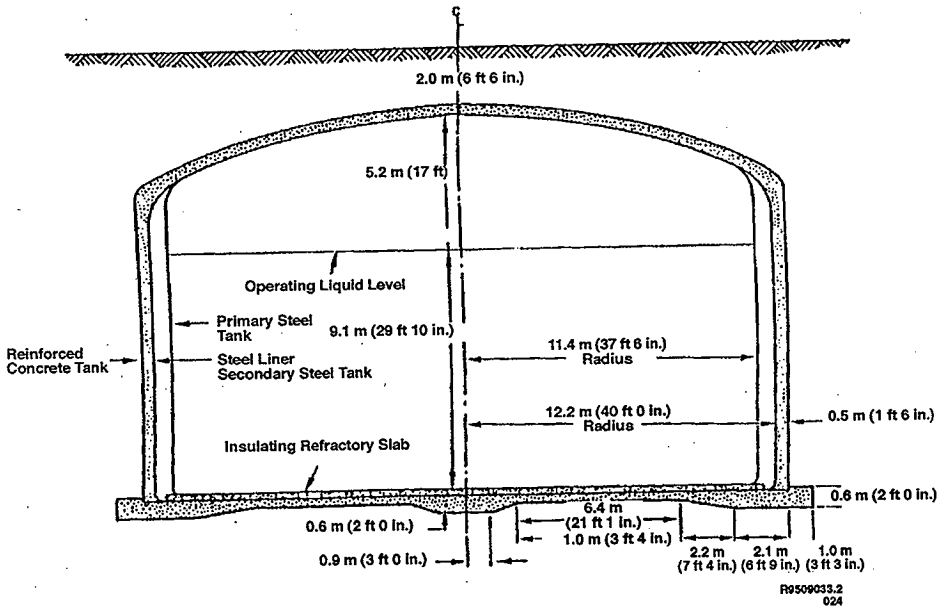 C
2.0 m (6 ft 6 in.)
5.2 m (17 ft)
Operating Liquid Level
Primary Steel
Tank
9.1 m (29 ft 10 in.)
11.4 m (37 ft 6 in.)
Radius
Reinforced
Concrete Tank
Steel Liner
Secondary Steel Tank
12.2 m (40 ft 0 in.)
Radius
0.5 m (1 ft 6 in.)
Insulating Refractory Slab
0.6 m (2 ft 0 in.)
6.4 m
(21 ft 1 in.)
0.6 m (2 ft 0 in.)
1.0 m (3 ft 4 in.)
0.9 m (3 ft 0 in.)
2.2 m
(7 ft 4 in.)
2.1 m
(6 ft 9 in.)
1.0 m
(3 ft 3 in.)
R9509033.2
024